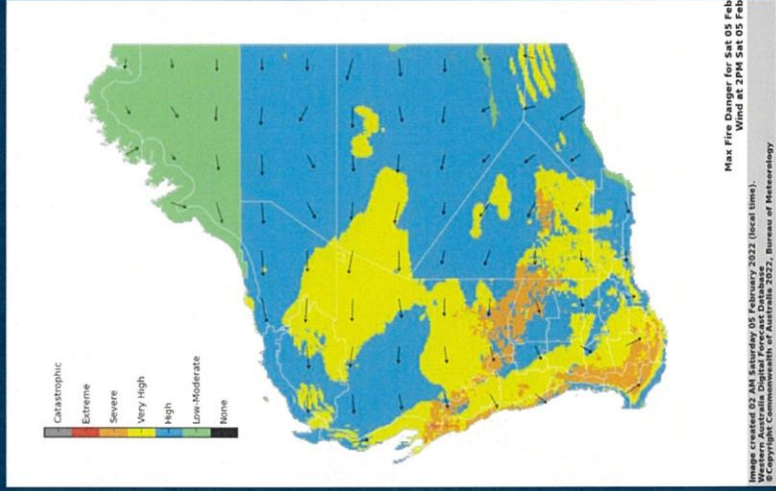 Catastrophic
Extreme
Severe
Very High
High
Low-Moderate
None
Max Fire Danger for Sat 05 Feb
Wind at 2PM Sat 05 Feb
Image created 02 AM Saturday 05 February 2022 (local time).
Western Australia Digital Forecast Database
©Copyright Commonwealth of Australia 2022, Bureau of Meteorology